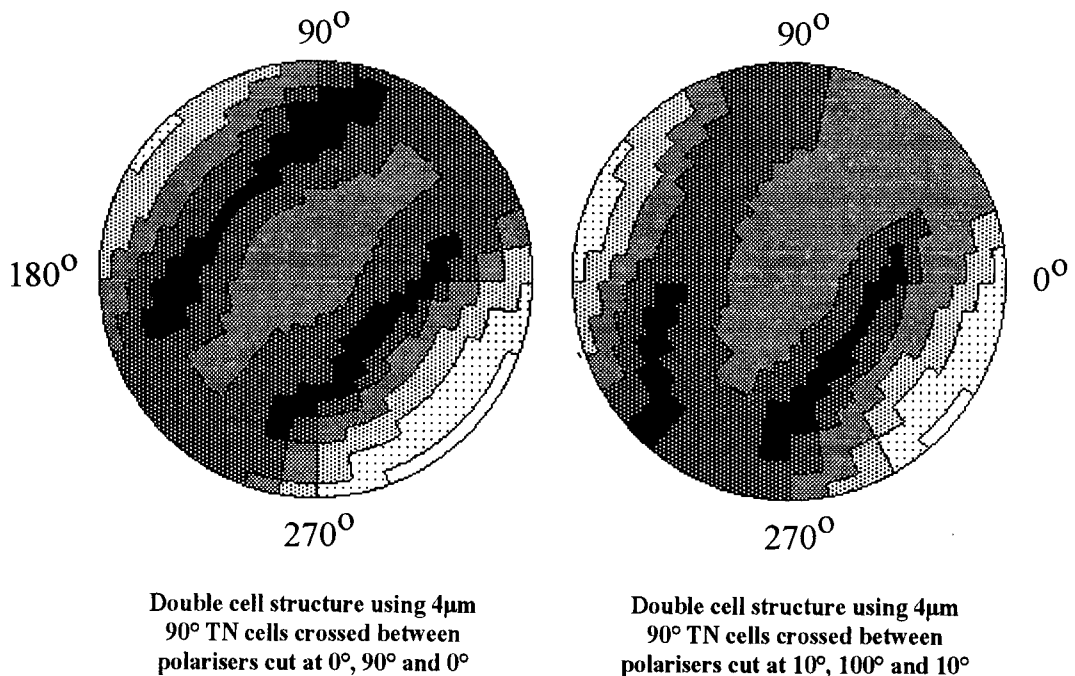 90° 90°
180° 0°
270° 270°
Double cell structure using 4μm
90° TN cells crossed between
polarisers cut at 0°, 90° and 0°
Double cell structure using 4μm
90° TN cells crossed between
polarisers cut at 10°, 100° and 10°